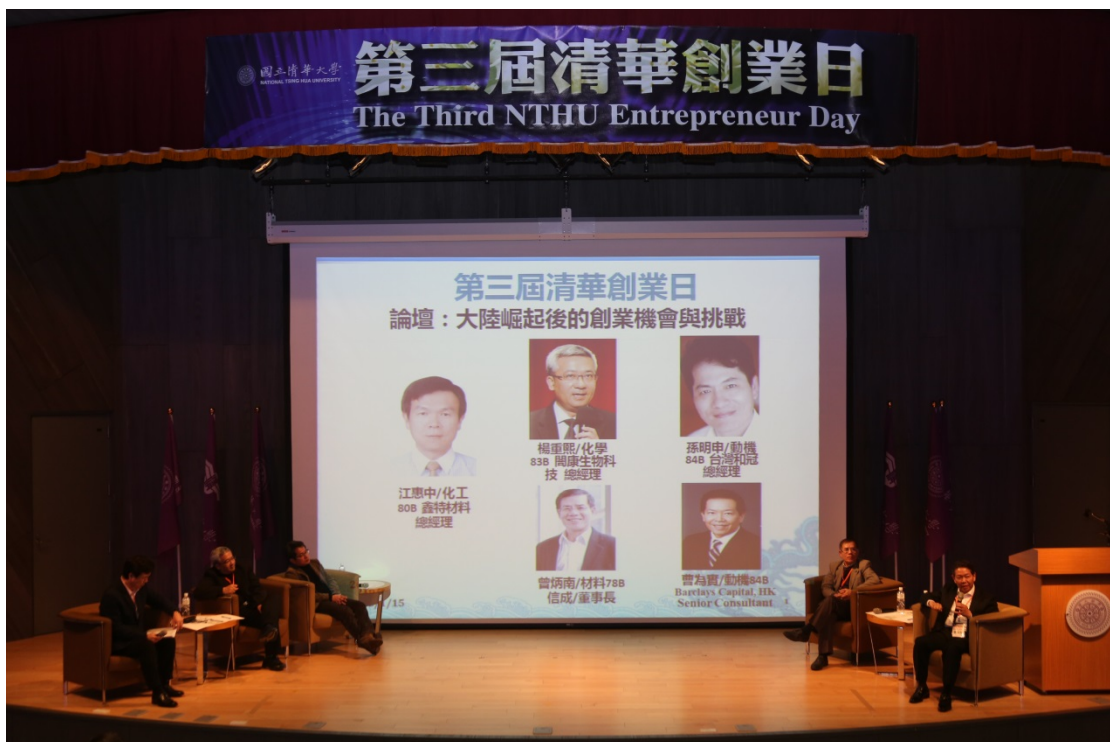 國立清華大學
NATIONAL TSING HUA UNIVERSITY
第三屆清華創業日
The Third NTHU Entrepreneur Day
第三屆清華創業日
論壇：大陸崛起後的創業機會與挑戰
江惠中/化工
80B 鑫特材料
總經理
楊重熙/化學
83B 開康生物科
技 總經理
孫明申/動機
84B 台灣和冠
總經理
曾炳南/材料78B
信成/董事長
曹為實/動機84B
Barclays Capital, HK
Senior Consultant
/15